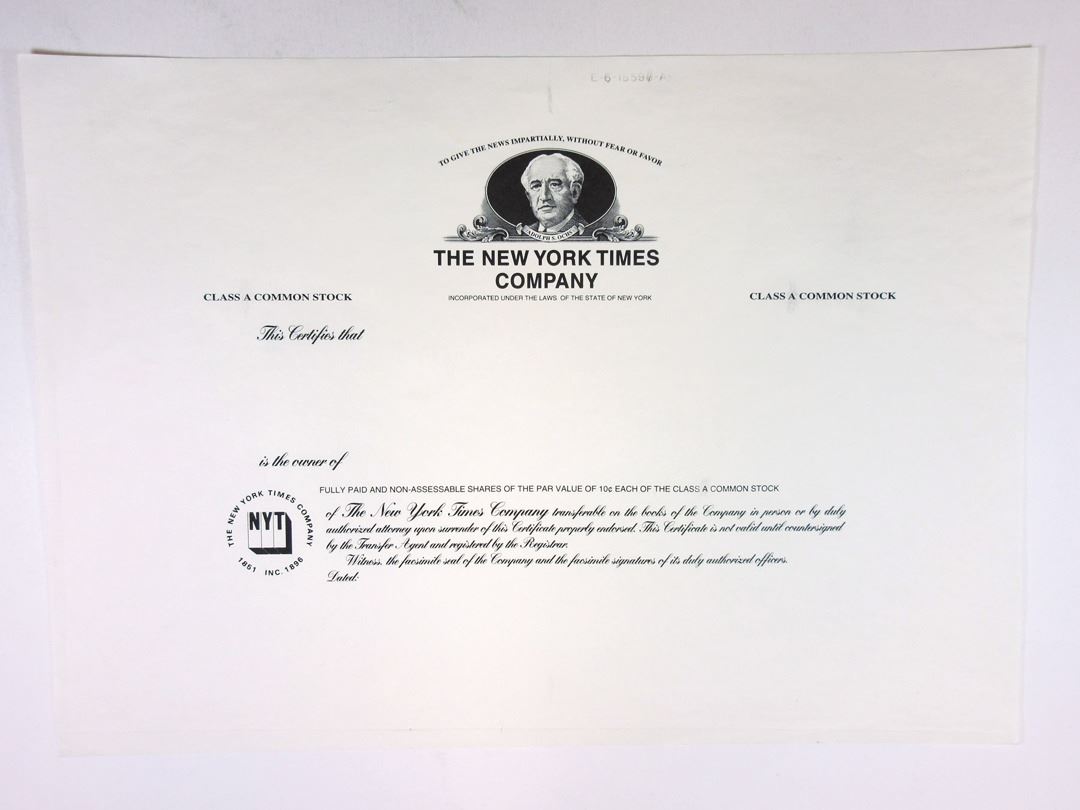 TO GIVE THE NEWS IMPARTIALLY, WITHOUT FEAR OR FAVOR
ADOLPH S. OCHS
THE NEW YORK TIMES
COMPANY
INCORPORATED UNDER THE LAWS OF THE STATE OF NEW YORK
CLASS A COMMON STOCK
CLASS A COMMON STOCK
This Certifies that
is the owner of
FULLY PAID AND NON-ASSESSABLE SHARES OF THE PAR VALUE OF 10¢ EACH OF THE CLASS A COMMON STOCK
of The New York Times Company transferable on the books of the Company in person or by duly
authorized attorney upon surrender of this Certificate properly endorsed. This Certificate is not valid until countersigned
by the Transfer Agent and registered by the Registrar.
Witness, the facsimile seal of the Company and the facsimile signatures of its duly authorized officers.
Dated:
THE NEW YORK TIMES COMPANY
NYT
1851 INC. 1896